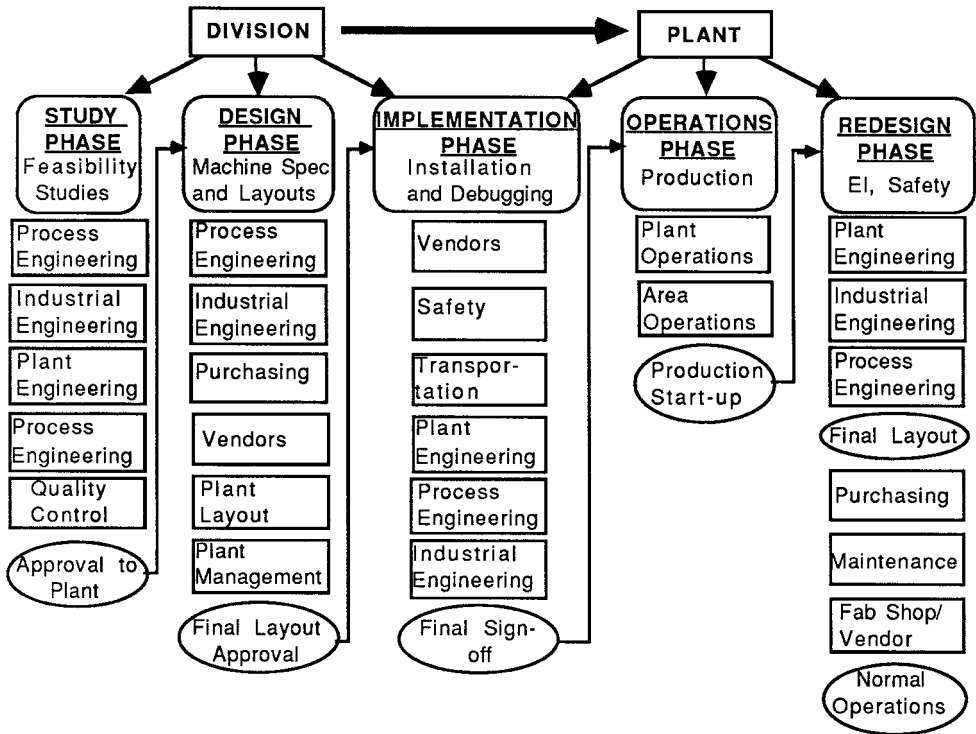 DIVISION
PLANT
STUDY
PHASE
Feasibility
Studies
Process
Engineering
Industrial
Engineering
Plant
Engineering
Process
Engineering
Quality
Control
Approval to
Plant
DESIGN
PHASE
Machine Spec
and Layouts
Process
Engineering
Industrial
Engineering
Purchasing
Vendors
Plant
Layout
Plant
Management
Final Layout
Approval
IMPLEMENTATION
PHASE
Installation
and Debugging
Vendors
Safety
Transpor-
tation
Plant
Engineering
Process
Engineering
Industrial
Engineering
Final Sign-
off
OPERATIONS
PHASE
Production
Plant
Operations
Area
Operations
Production
Start-up
REDESIGN
PHASE
EI, Safety
Plant
Engineering
Industrial
Engineering
Process
Engineering
Final Layout
Purchasing
Maintenance
Fab Shop/
Vendor
Normal
Operations